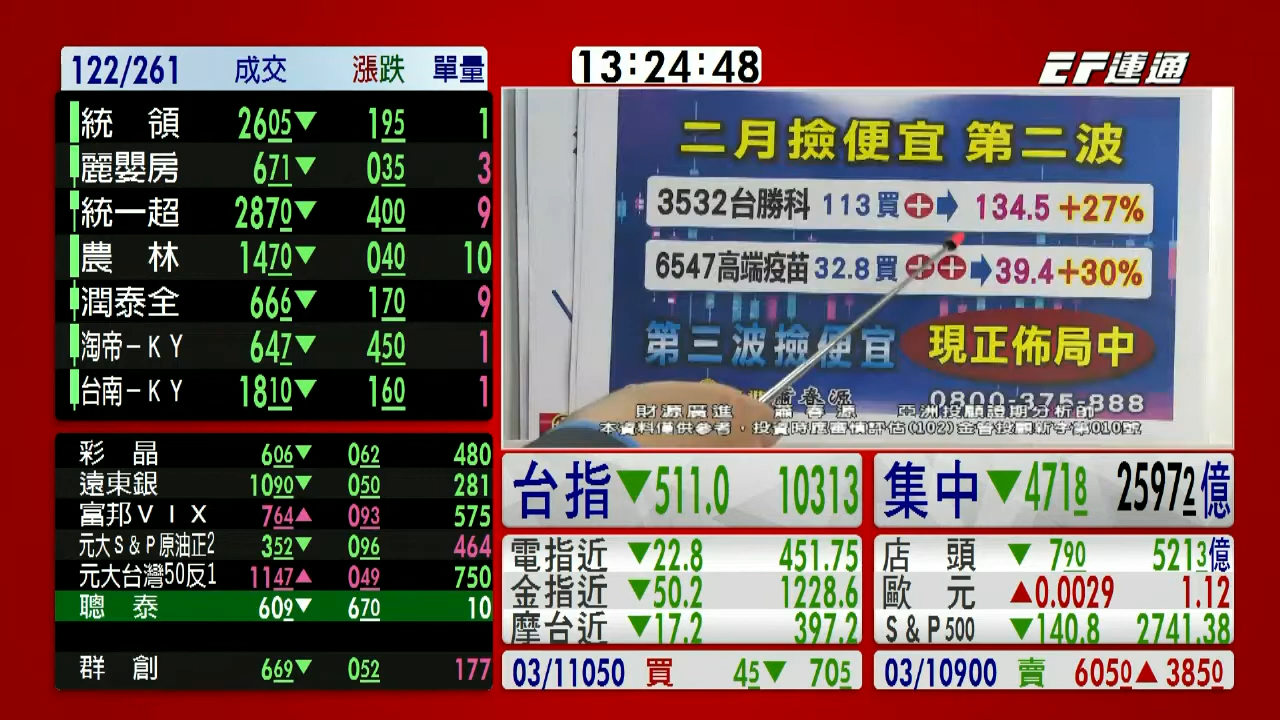 122/261 成交 漲跌 單量
統領 2605▼ 195 1
麗嬰房 671▼ 035 3
統一超 2870▼ 400 9
農林 1470▼ 040 10
潤泰全 666▼ 170 9
淘帝-KY 647▼ 450 1
台南-KY 1810▼ 160 1
彩晶 606▼ 062 480
遠東銀 1090▼ 050 281
富邦VIX 764▲ 093 575
元大S&P原油正2 352▼ 096 464
元大台灣50反1 1147▲ 049 750
聰泰 609▼ 670 10
群創 669▼ 052 177
13:24:48
EF運通
二月撿便宜 第二波
3532台勝科 113買 134.5 +27%
6547高端疫苗 32.8買 39.4+30%
第三波撿便宜 現正佈局中
0800-375-888
財源廣進 蕭春源 亞洲投顧證期分析師
本資料僅供參考，投資時應審慎評估(102)金管投顧新字第010號
台指▼511.0 10313
集中▼4718 25972億
電指近 ▼22.8 451.75
金指近 ▼50.2 1228.6
摩台近 ▼17.2 397.2
店頭 ▼790 5213億
歐元 ▲0.0029 1.12
S&P500 ▼140.8 2741.38
03/11050 買 45▼ 705
03/10900 賣 6050▲ 3850